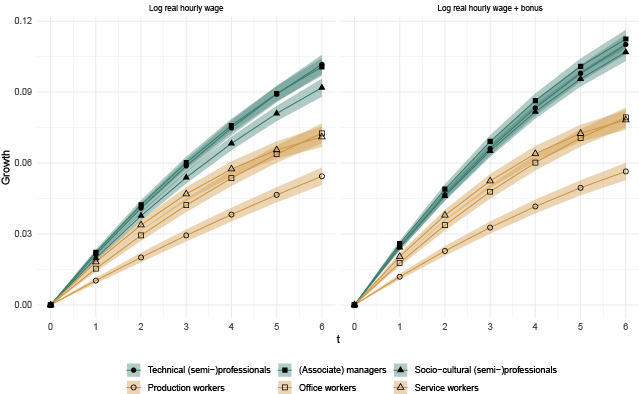 Log real hourly wage
Log real hourly wage + bonus
0.12
0.09
0.06
0.03
0.00
Growth
0 1 2 3 4 5 6
0 1 2 3 4 5 6
t
Technical (semi-)professionals (Associate) managers Socio-cultural (semi-)professionals
Production workers Office workers Service workers